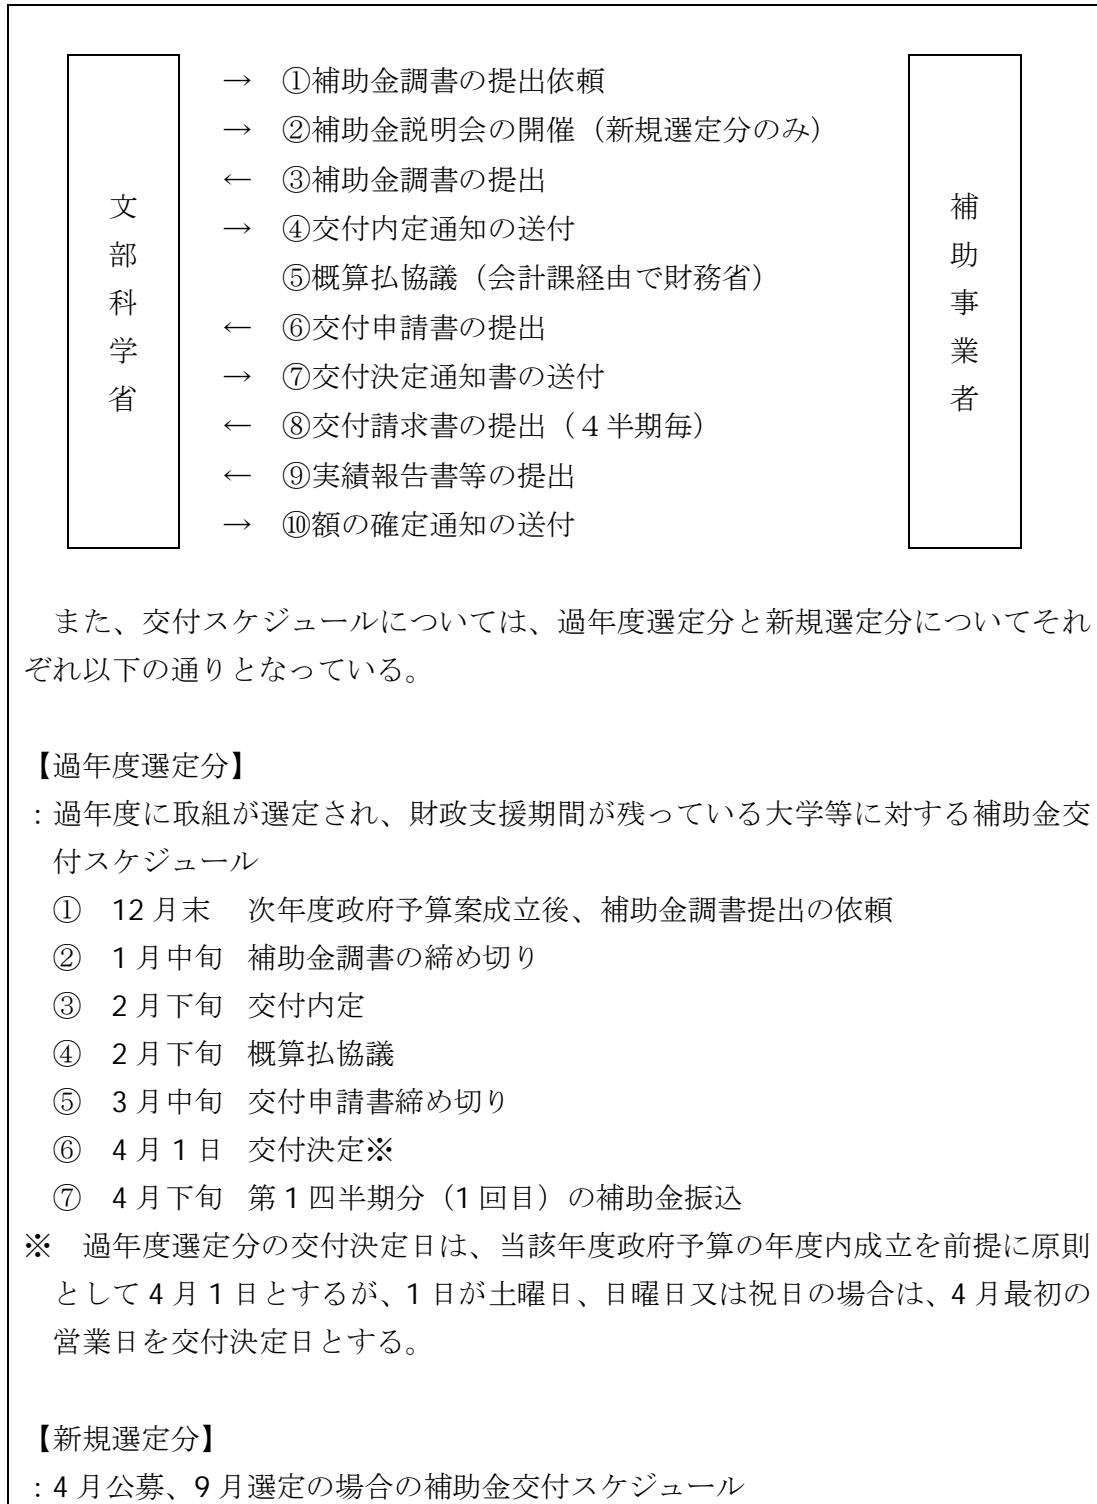 文部科学省
→ ①補助金調書の提出依頼
→ ②補助金説明会の開催（新規選定分のみ）
← ③補助金調書の提出
→ ④交付内定通知の送付
⑤概算払協議（会計課経由で財務省）
← ⑥交付申請書の提出
→ ⑦交付決定通知書の送付
← ⑧交付請求書の提出（４半期毎）
← ⑨実績報告書等の提出
→ ⑩額の確定通知の送付
補助事業者
また、交付スケジュールについては、過年度選定分と新規選定分についてそれ
ぞれ以下の通りとなっている。
【過年度選定分】
：過年度に取組が選定され、財政支援期間が残っている大学等に対する補助金交
付スケジュール
① 12月末 次年度政府予算案成立後、補助金調書提出の依頼
② 1月中旬 補助金調書の締め切り
③ 2月下旬 交付内定
④ 2月下旬 概算払協議
⑤ 3月中旬 交付申請書締め切り
⑥ 4月1日 交付決定※
⑦ 4月下旬 第1四半期分（1回目）の補助金振込
※ 過年度選定分の交付決定日は、当該年度政府予算の年度内成立を前提に原則
として4月1日とするが、1日が土曜日、日曜日又は祝日の場合は、4月最初の
営業日を交付決定日とする。
【新規選定分】
：4月公募、9月選定の場合の補助金交付スケジュール